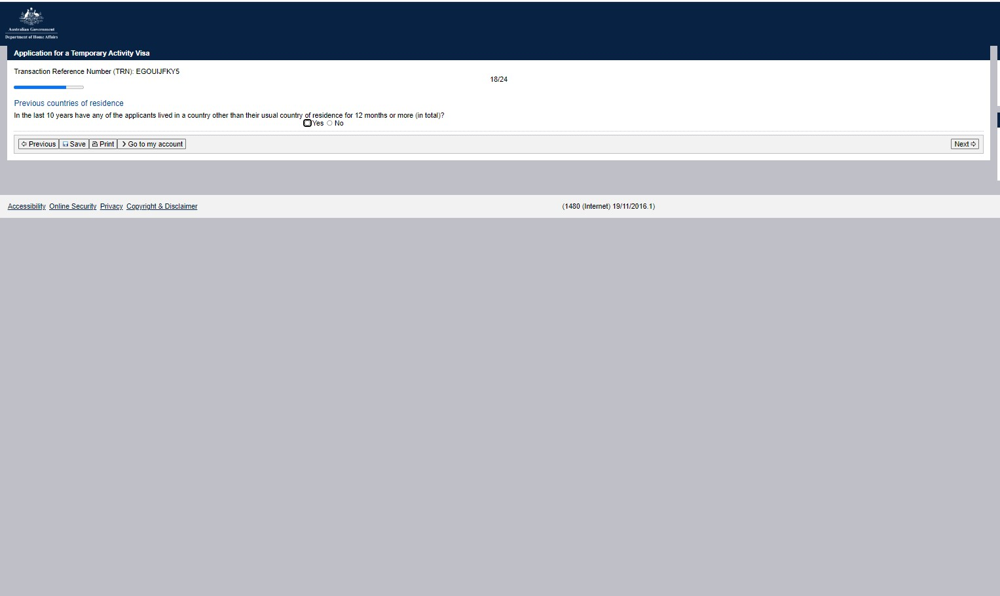 Australian Government
Department of Home Affairs
Application for a Temporary Activity Visa
Transaction Reference Number (TRN): EGOUIJFKY5
18/24
Previous countries of residence
In the last 10 years have any of the applicants lived in a country other than their usual country of residence for 12 months or more (in total)?
Yes No
Previous Save Print Go to my account Next
Accessibility Online Security Privacy Copyright & Disclaimer (1480 (Internet) 19/11/2016.1)